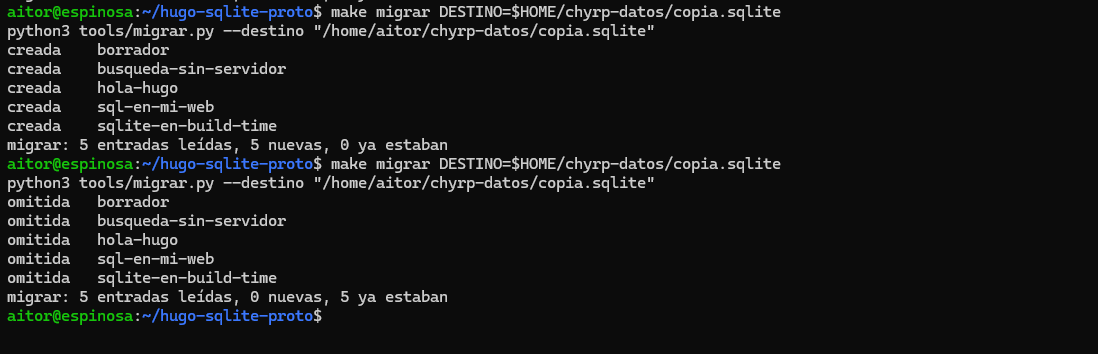 aitor@espinosa:~/hugo-sqlite-proto$ make migrar DESTINO=$HOME/chyrp-datos/copia.sqlite
python3 tools/migrar.py --destino "/home/aitor/chyrp-datos/copia.sqlite"
creada   borrador
creada   busqueda-sin-servidor
creada   hola-hugo
creada   sql-en-mi-web
creada   sqlite-en-build-time
migrar: 5 entradas leídas, 5 nuevas, 0 ya estaban
aitor@espinosa:~/hugo-sqlite-proto$ make migrar DESTINO=$HOME/chyrp-datos/copia.sqlite
python3 tools/migrar.py --destino "/home/aitor/chyrp-datos/copia.sqlite"
omitida   borrador
omitida   busqueda-sin-servidor
omitida   hola-hugo
omitida   sql-en-mi-web
omitida   sqlite-en-build-time
migrar: 5 entradas leídas, 0 nuevas, 5 ya estaban
aitor@espinosa:~/hugo-sqlite-proto$